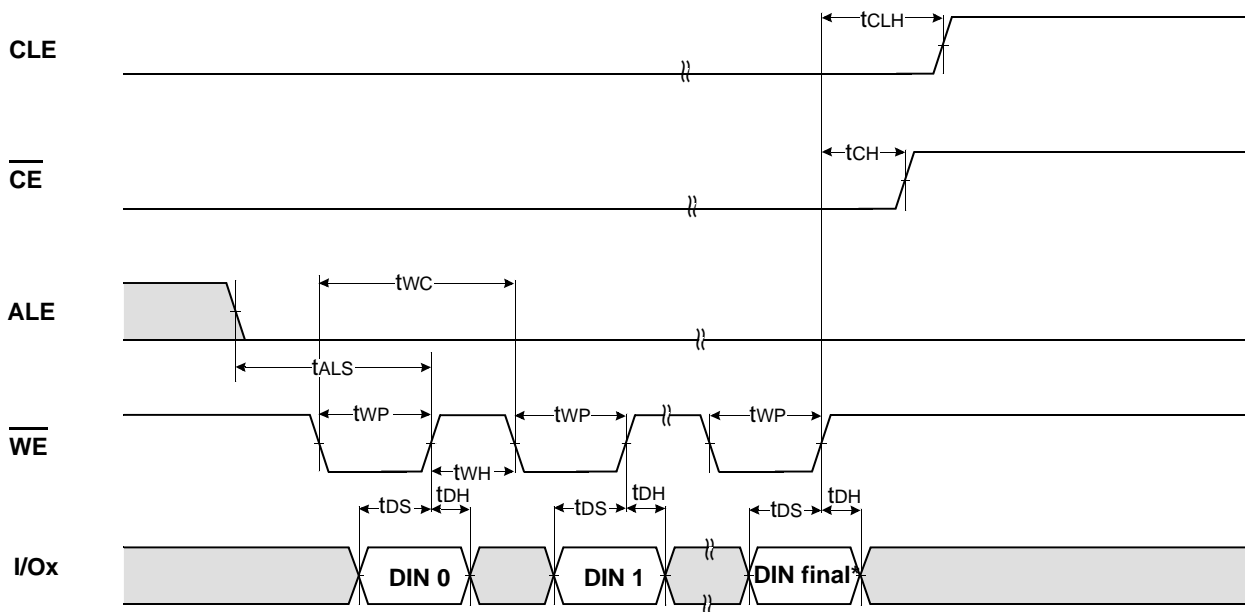 tCLH
CLE
CE
tCH
tWC
ALE
tALS
tWP
tWP
tWP
WE
tWH
tDH
tDH
tDH
tDS
tDS
tDS
I/Ox
DIN 0
DIN 1
DIN final*